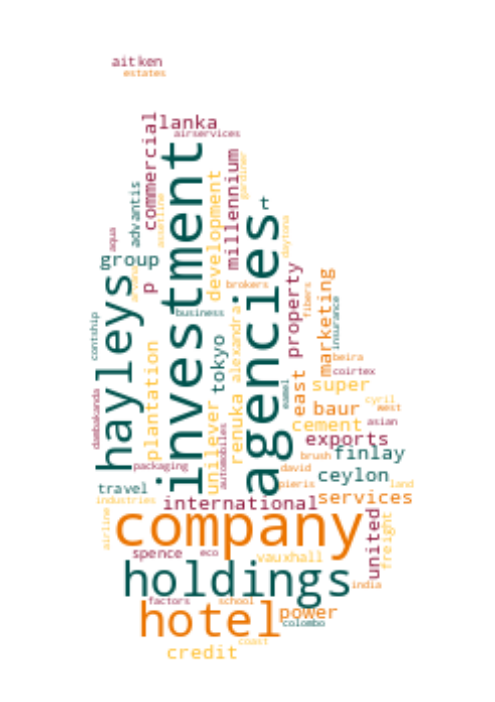 aitken
estates
lanka
airservices
commercial
investment
millennium
gardiner
development
advantis
assetline
t
agencies
daytona
aqua
group
p
hayleys
brokers
property
fibers
marketing
insurance
business
contship
plantation
tokyo
alexandra
renuka
unilever
automobiles
east
eamel
beira
coirtex
super
cyril
west
baur
cement
asian
exports
dambakanda
brush
finlay
packaging
david
ceylon
pieris
land
travel
industries
international
services
airline
company
united
freight
spence
eco
vauxhall
holdings
india
factors
school
hotel
power
colombo
coast
credit